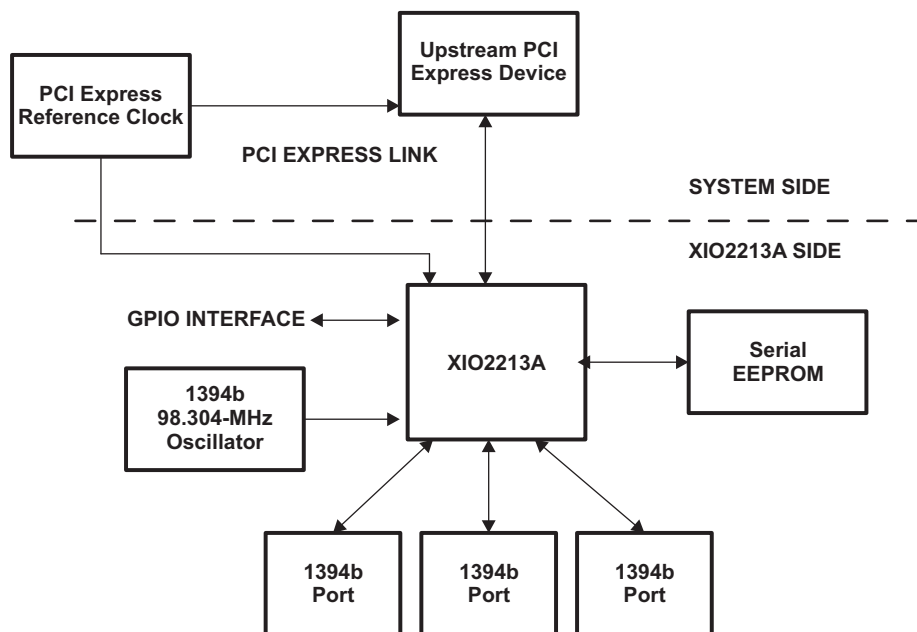 Upstream PCI
Express Device
PCI Express
Reference Clock
PCI EXPRESS LINK
SYSTEM SIDE
XIO2213A SIDE
GPIO INTERFACE
XIO2213A
Serial
EEPROM
1394b
98.304-MHz
Oscillator
1394b
Port
1394b
Port
1394b
Port